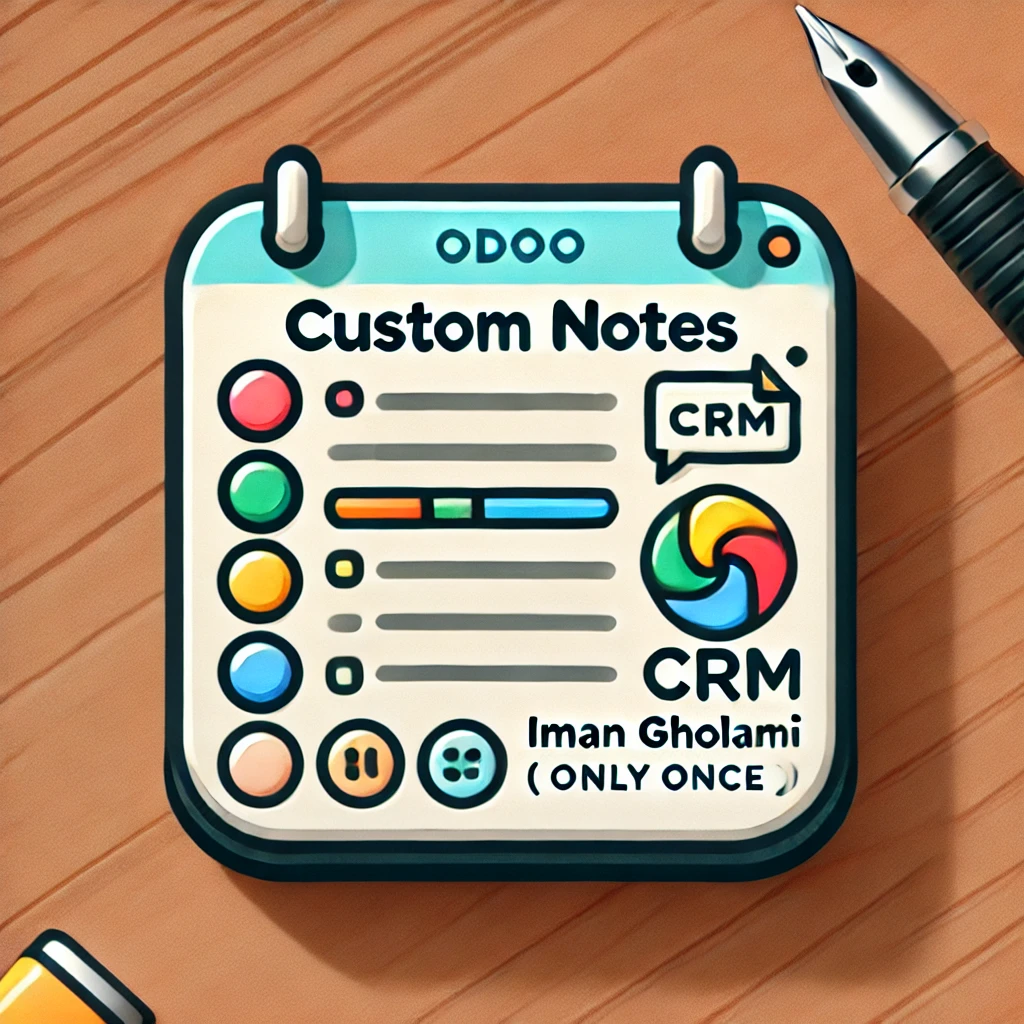 ODOO
Custom Notes
CRM
CRM
Iman Gholami
( ONLY ONCE )